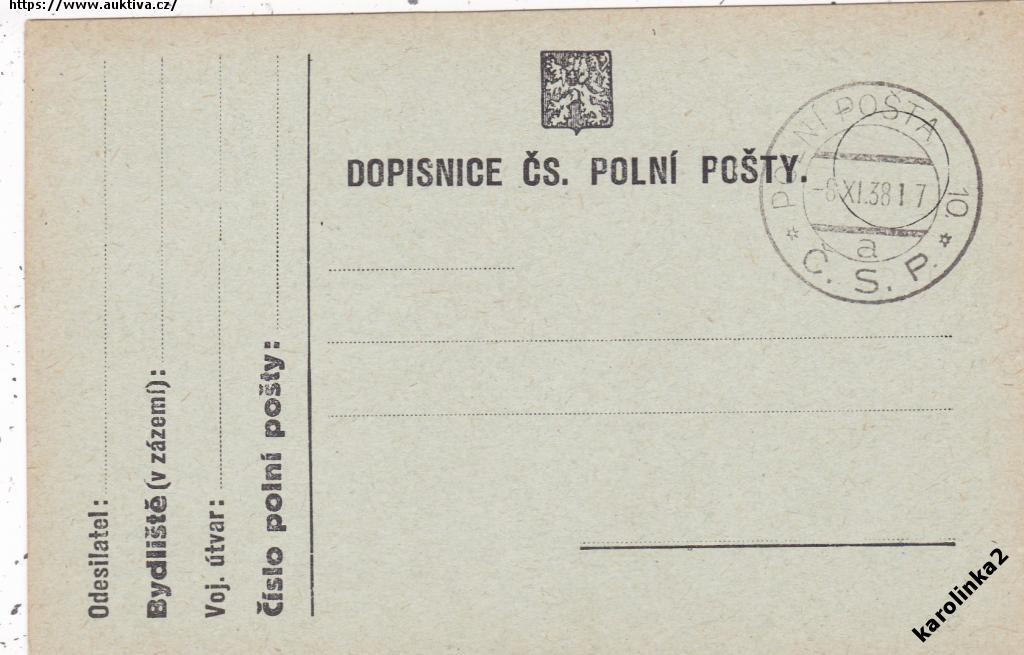 https://www.auktiva.cz/
DOPISNICE ČS. POLNÍ POŠTY.
POLNÍ POŠTA 10.
-8.XI.38 17
a
Č. S. P.
Odesilatel:
Bydliště (v zázemí):
Voj. útvar:
Číslo polní pošty:
karolinka2